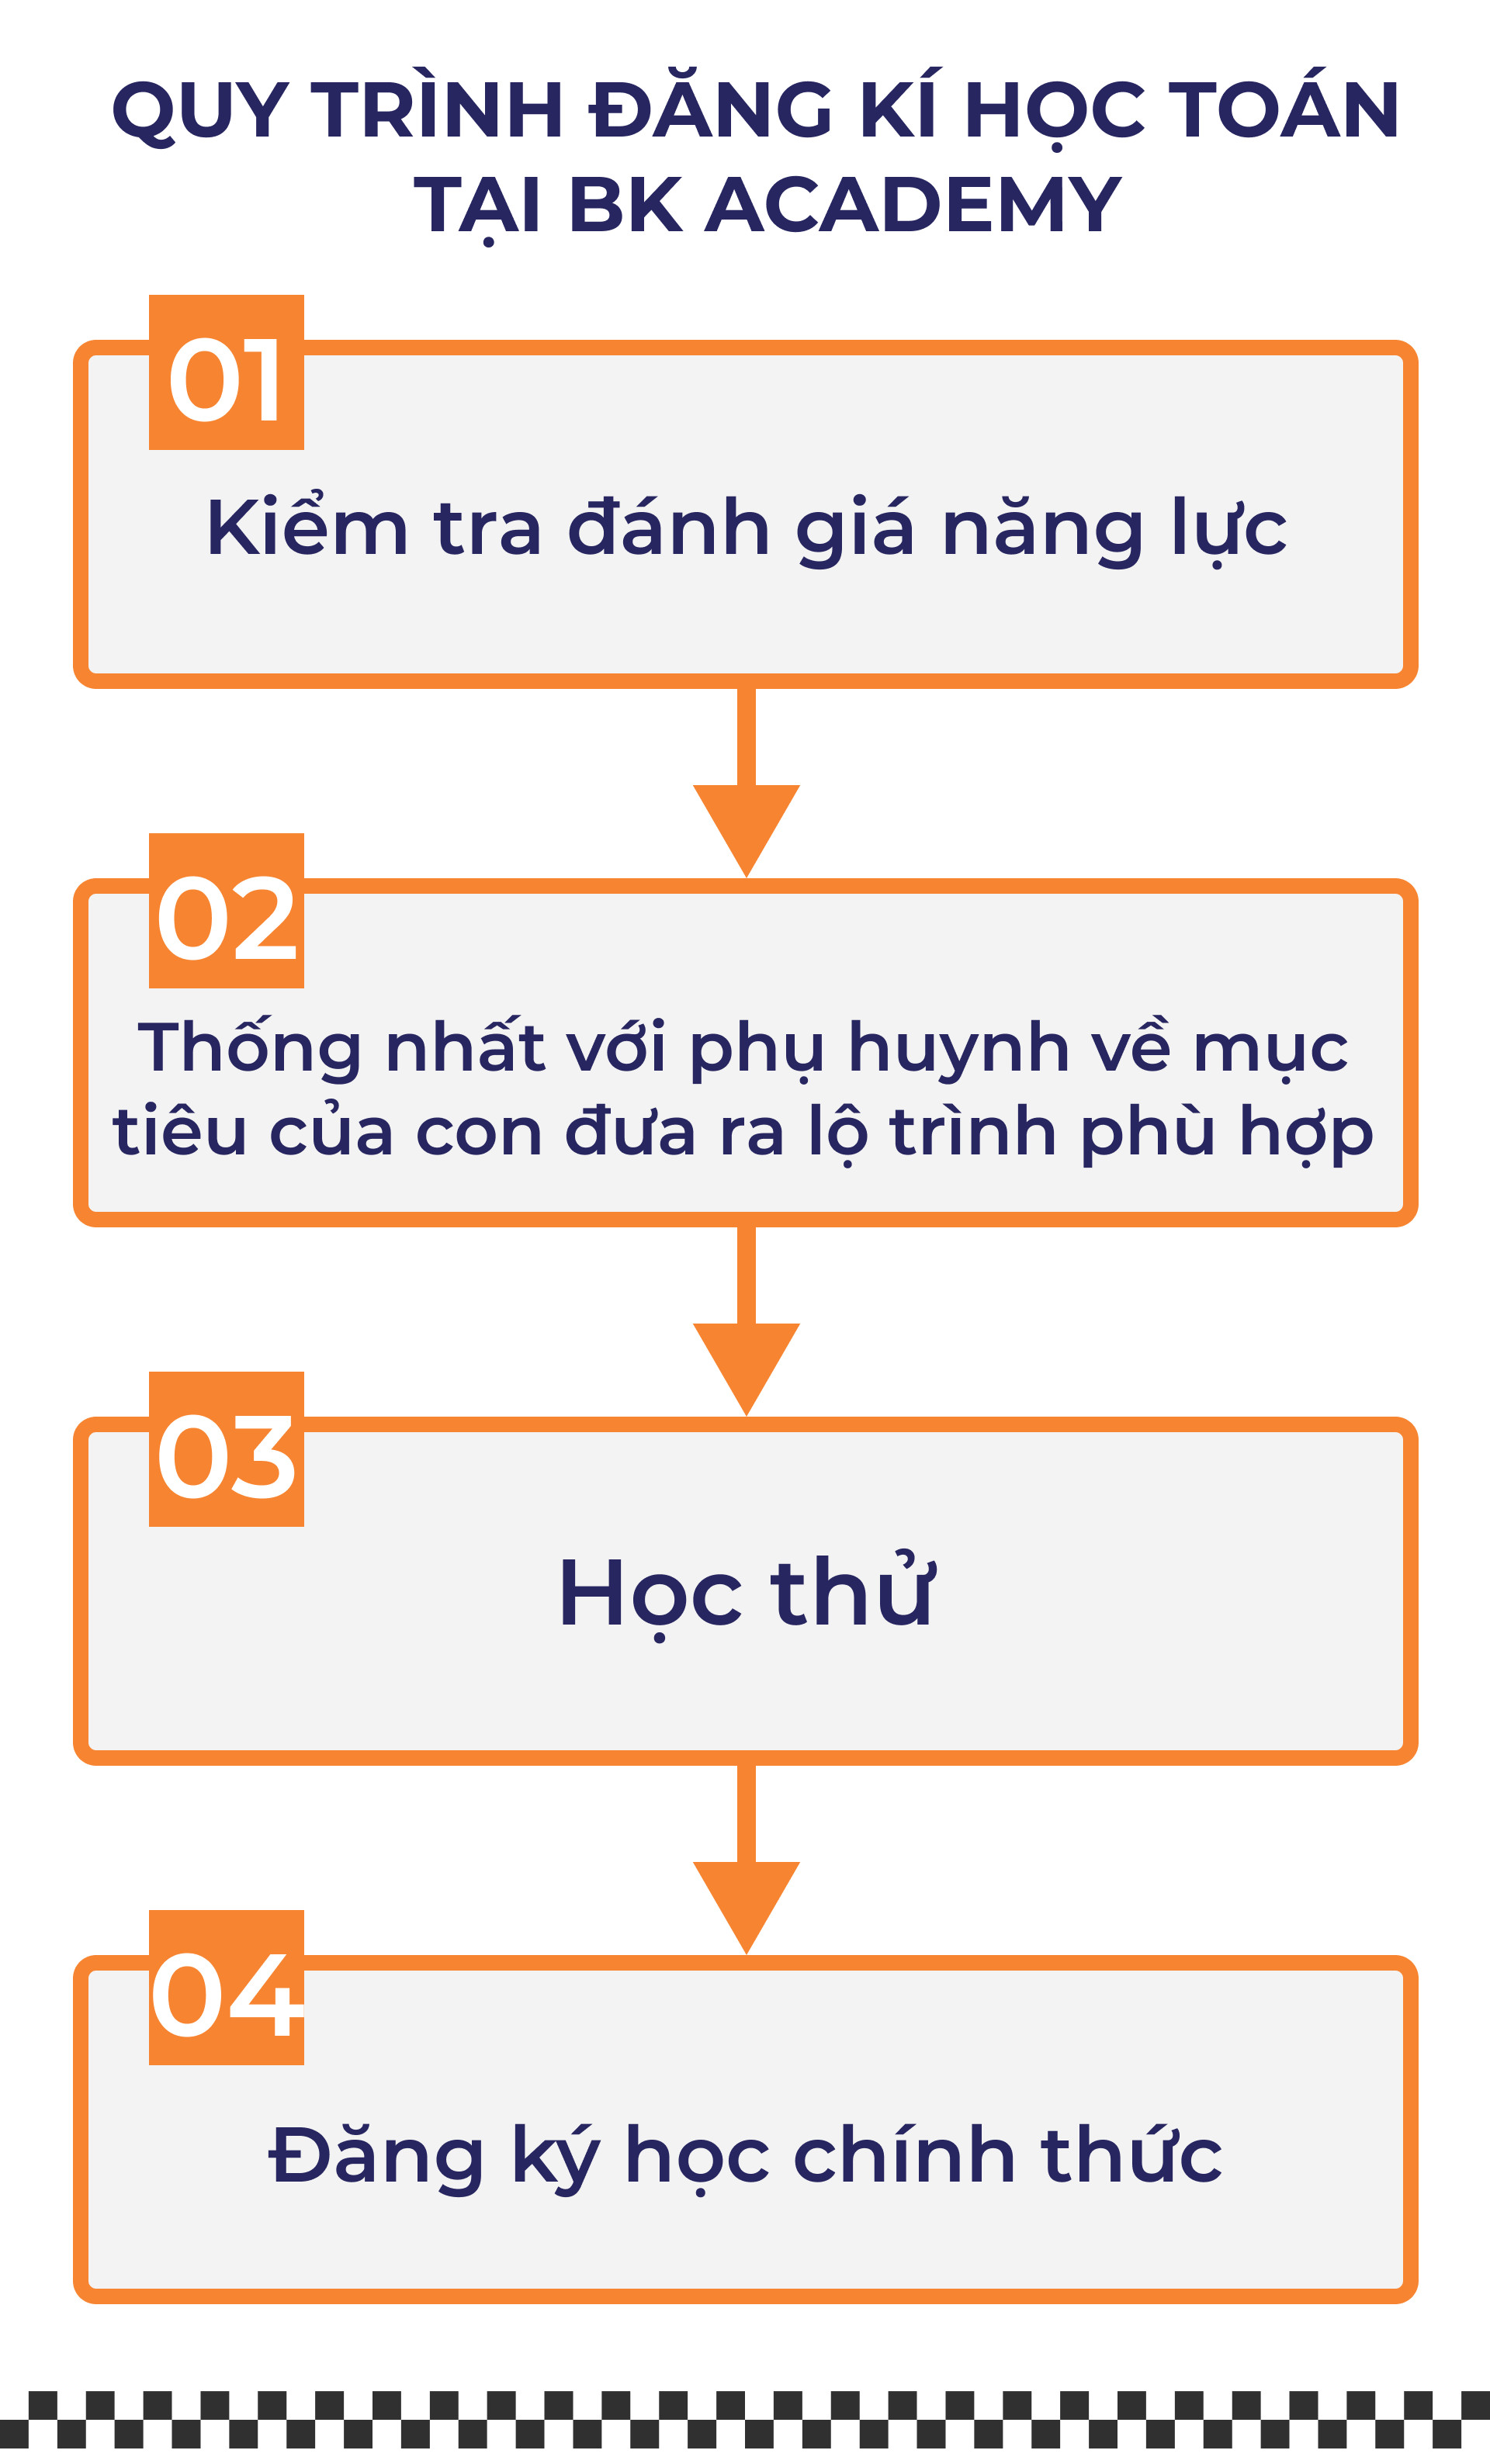 QUY TRÌNH ĐĂNG KÍ HỌC TOÁN
TẠI BK ACADEMY
01
Kiểm tra đánh giá năng lực
02
Thống nhất với phụ huynh về mục
tiêu của con đưa ra lộ trình phù hợp
03
Học thử
04
Đăng ký học chính thức